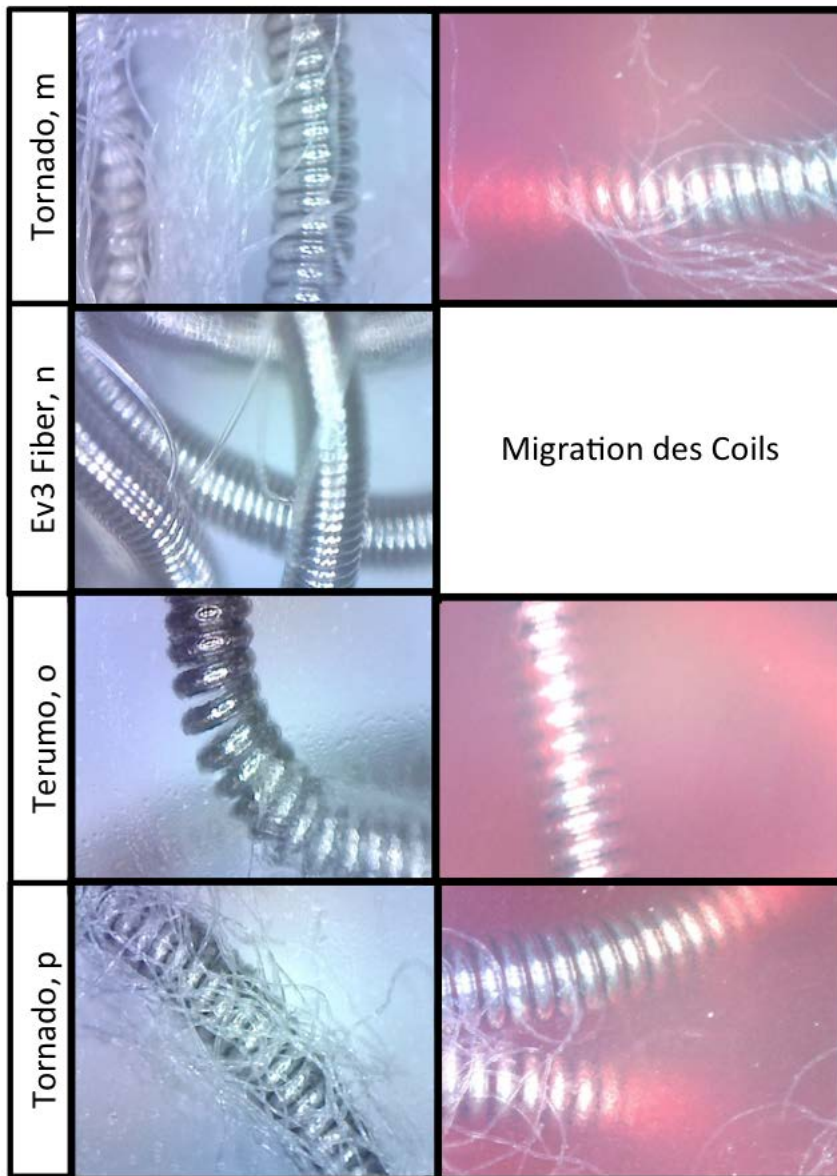 Tornado, m
Ev3 Fiber, n
Migration des Coils
Terumo, o
Tornado, p